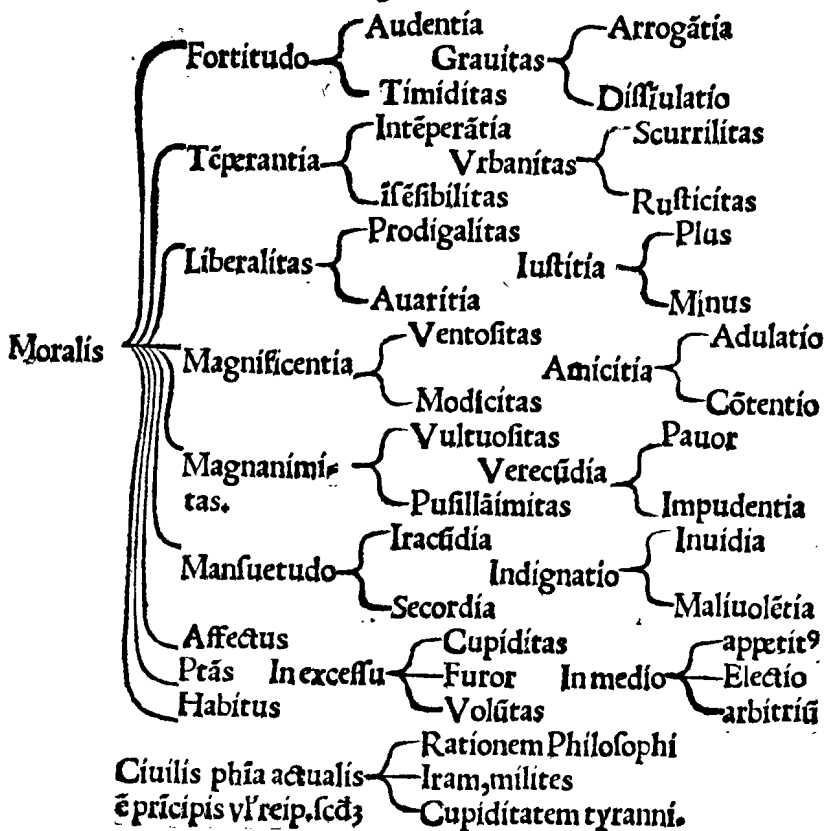 Audentia Arrogãtia
Fortitudo Grauitas
Timiditas Diſſiulatio
Intẽperãtia Scurrilitas
Tẽperantia Vrbanitas
ĩſẽſibilitas Ruſticitas
Prodigalitas Plus
Liberalitas Iuſtitia
Auaritia Minus
Ventoſitas Adulatio
Moralis Magnificentia Amicitia
Modicitas Cõtentio
Vultuoſitas Pauor
Magnanimi⸗ Verecũdia
tas. Puſillãimitas Impudentia
Iracũdia Inuidia
Manſuetudo Indignatio
Secordia Maliuolẽtia
Affectus Cupiditas appetitꝰ
Ptãs In exceſſu Furor In medio Electio
Habitus Volũtas arbitriũ
Rationem Philoſophi
Ciuilis phĩa actualis Iram, milites
ẽ prĩcipis vl̓ reip. ſcdꝫ Cupiditatem tyranni.